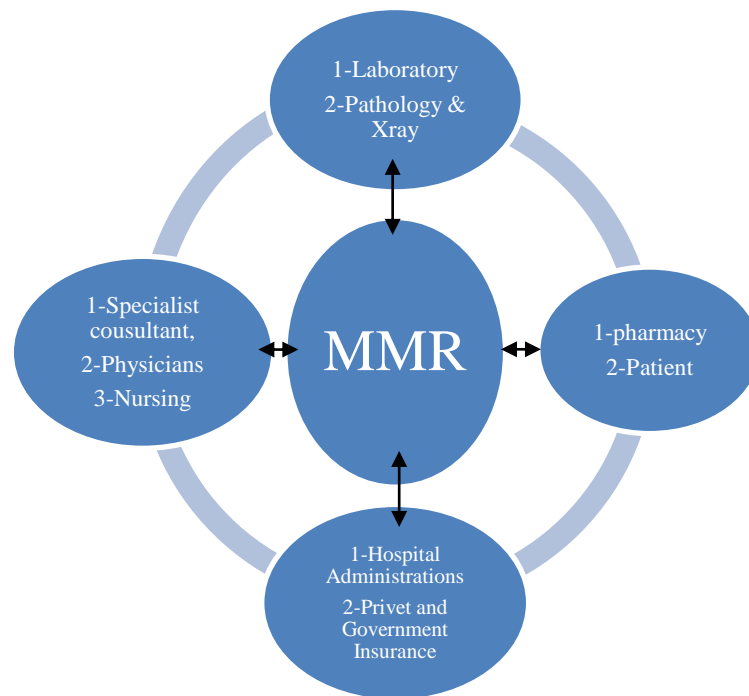 1-Laboratory
2-Pathology &
Xray
1-Specialist
cousultant,
2-Physicians
3-Nursing
MMR
1-pharmacy
2-Patient
1-Hospital
Administrations
2-Privet and
Government
Insurance